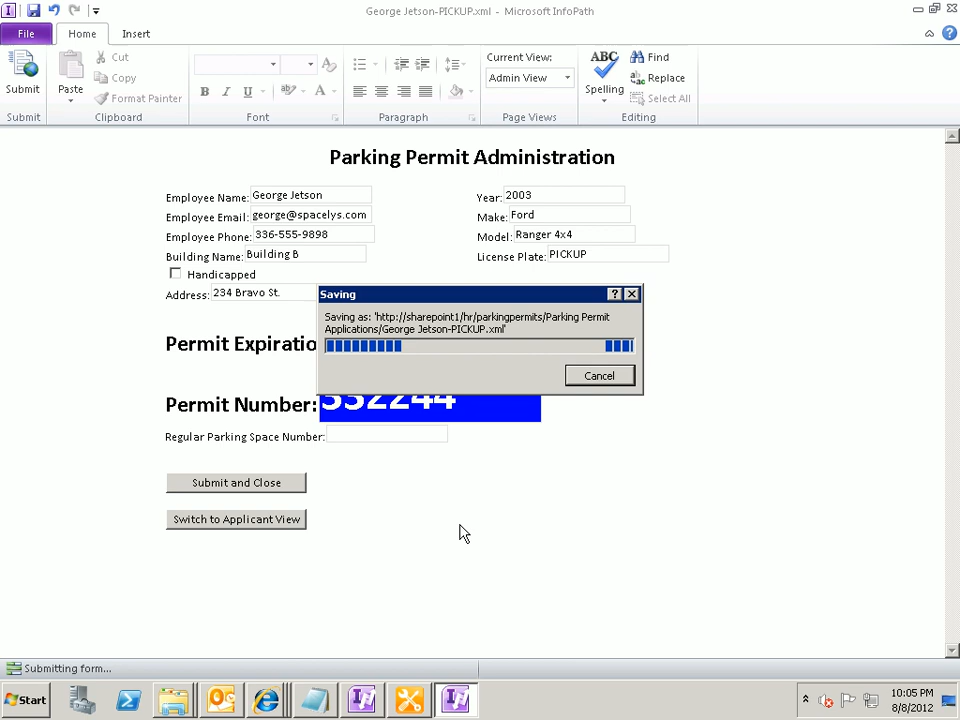 George Jetson-PICKUP.xml - Microsoft InfoPath
File Home Insert
Submit
Submit
Paste
Cut
Copy
Format Painter
Clipboard
B I U
Font
Paragraph
Current View:
Admin View
Page Views
ABC
Spelling
Find
Replace
Select All
Editing
Parking Permit Administration
Employee Name: George Jetson
Employee Email: george@spacelys.com
Employee Phone: 336-555-9898
Building Name: Building B
Handicapped
Address: 234 Bravo St.
Year: 2003
Make: Ford
Model: Ranger 4x4
License Plate: PICKUP
Saving
Saving as: 'http://sharepoint1/hr/parkingpermits/Parking Permit
Applications/George Jetson-PICKUP.xml'
Cancel
Permit Expiratio
Permit Number: 332244
Regular Parking Space Number:
Submit and Close
Switch to Applicant View
Submitting form...
Start
10:05 PM
8/8/2012